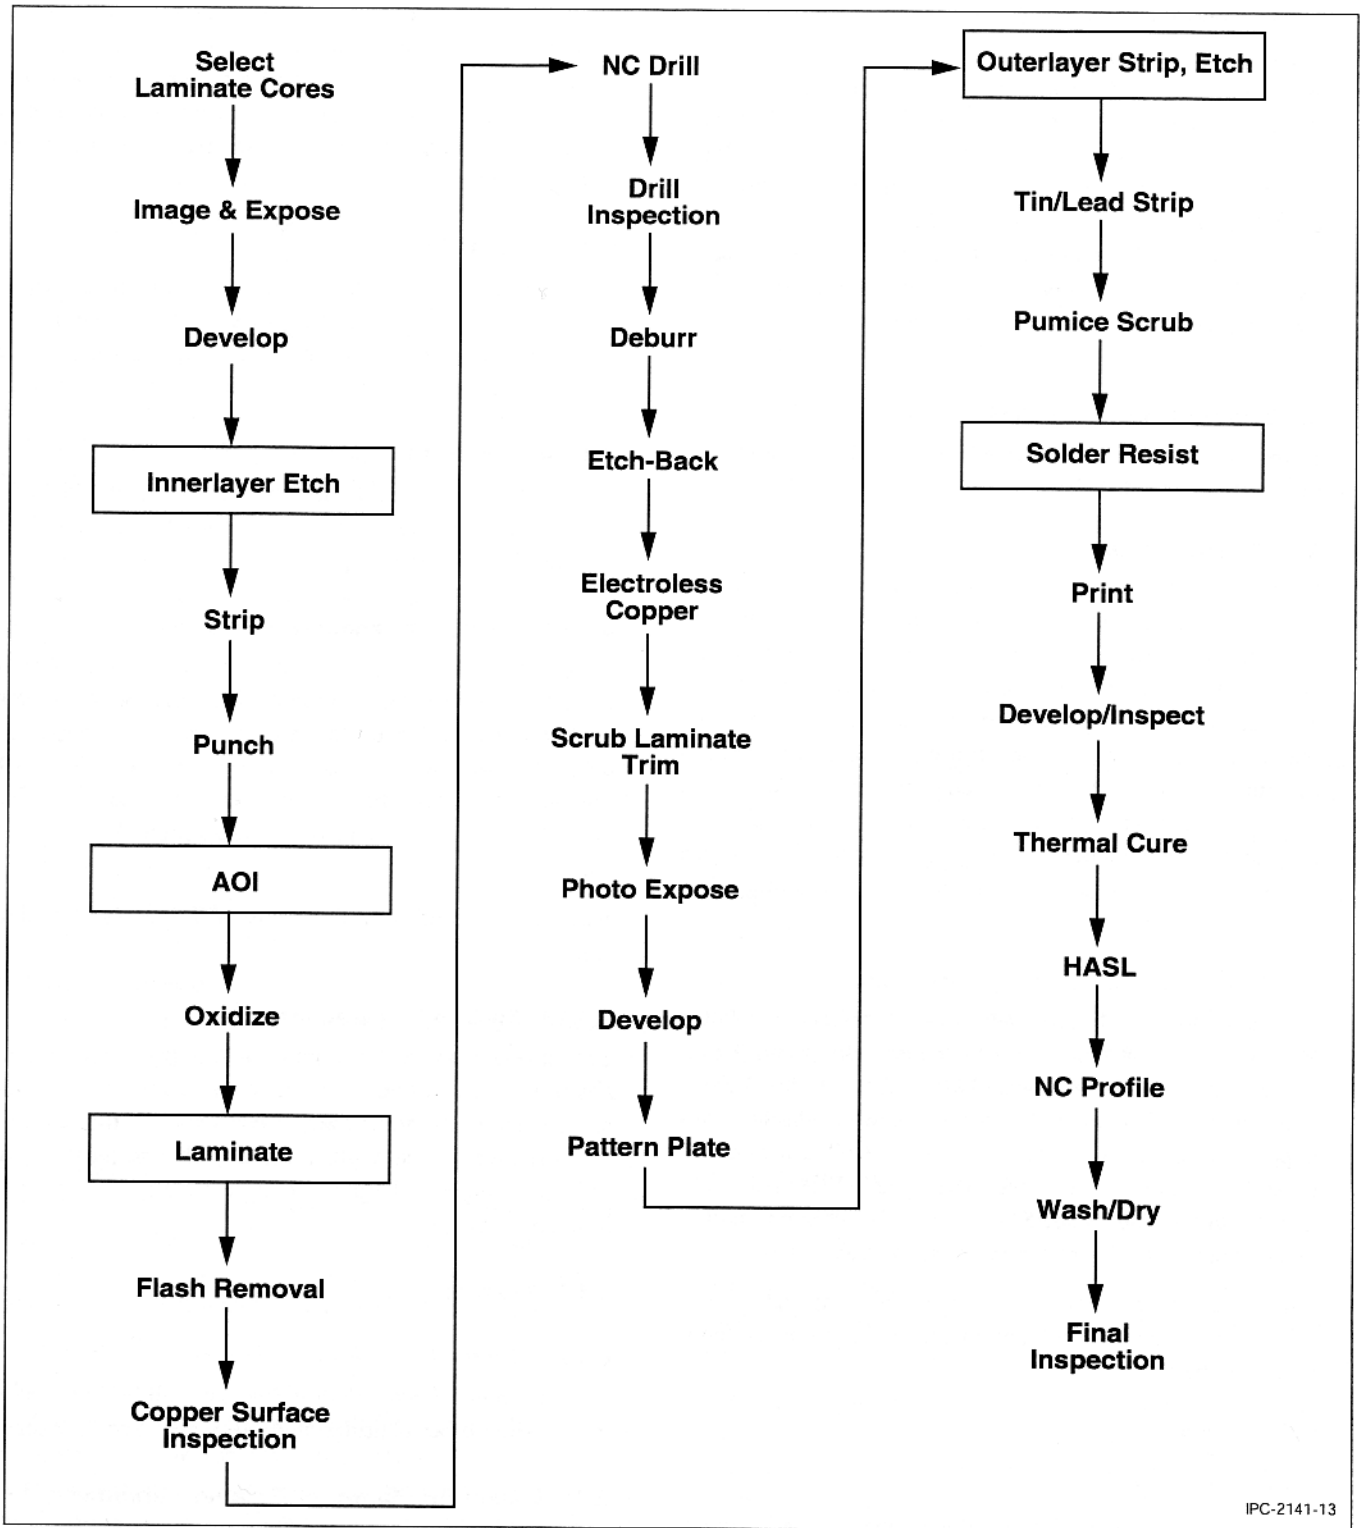 Select
Laminate Cores
Image & Expose
Develop
Innerlayer Etch
Strip
Punch
AOI
Oxidize
Laminate
Flash Removal
Copper Surface
Inspection
NC Drill
Drill
Inspection
Deburr
Etch-Back
Electroless
Copper
Scrub Laminate
Trim
Photo Expose
Develop
Pattern Plate
Outerlayer Strip, Etch
Tin/Lead Strip
Pumice Scrub
Solder Resist
Print
Develop/Inspect
Thermal Cure
HASL
NC Profile
Wash/Dry
Final
Inspection
IPC-2141-13